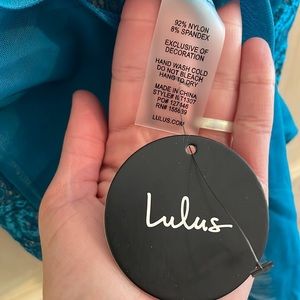 92% NYLON
8% SPANDEX
EXCLUSIVE OF
DECORATION
HAND WASH COLD
DO NOT BLEACH
HANG TO DRY
MADE IN CHINA
LULUS.COM
Lulus